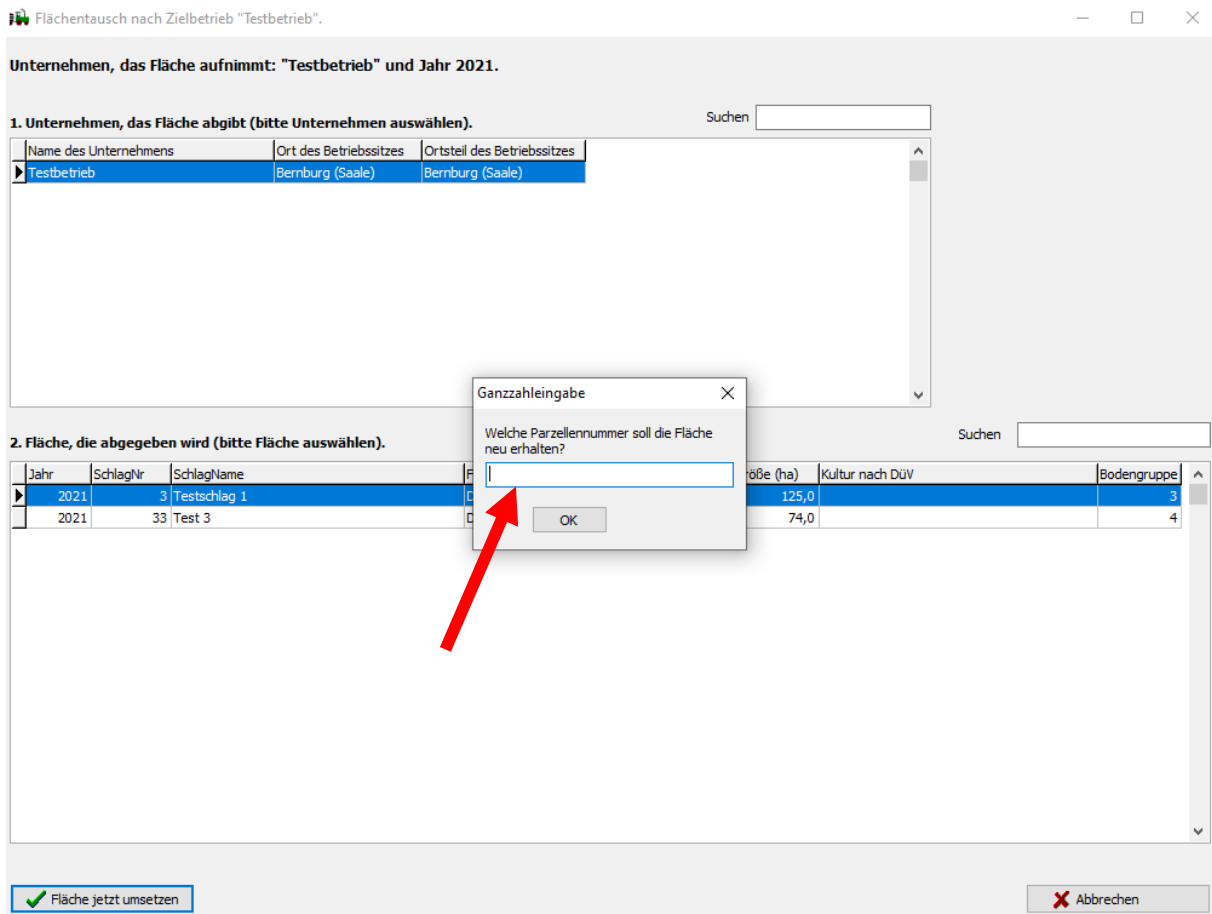 Flächentausch nach Zielbetrieb "Testbetrieb".
Unternehmen, das Fläche aufnimmt: "Testbetrieb" und Jahr 2021.
Suchen
1. Unternehmen, das Fläche abgibt (bitte Unternehmen auswählen).
Name des Unternehmens Ort des Betriebssitzes Ortsteil des Betriebssitzes
Testbetrieb Bernburg (Saale) Bernburg (Saale)
Ganzzahleingabe
Welche Parzellennummer soll die Fläche
neu erhalten?
OK
2. Fläche, die abgegeben wird (bitte Fläche auswählen).
Suchen
Jahr SchlagNr SchlagName F röße (ha) Kultur nach DüV Bodengruppe
2021 3 Testschlag 1 D 125,0 3
2021 33 Test 3 D 74,0 4
Fläche jetzt umsetzen
Abbrechen